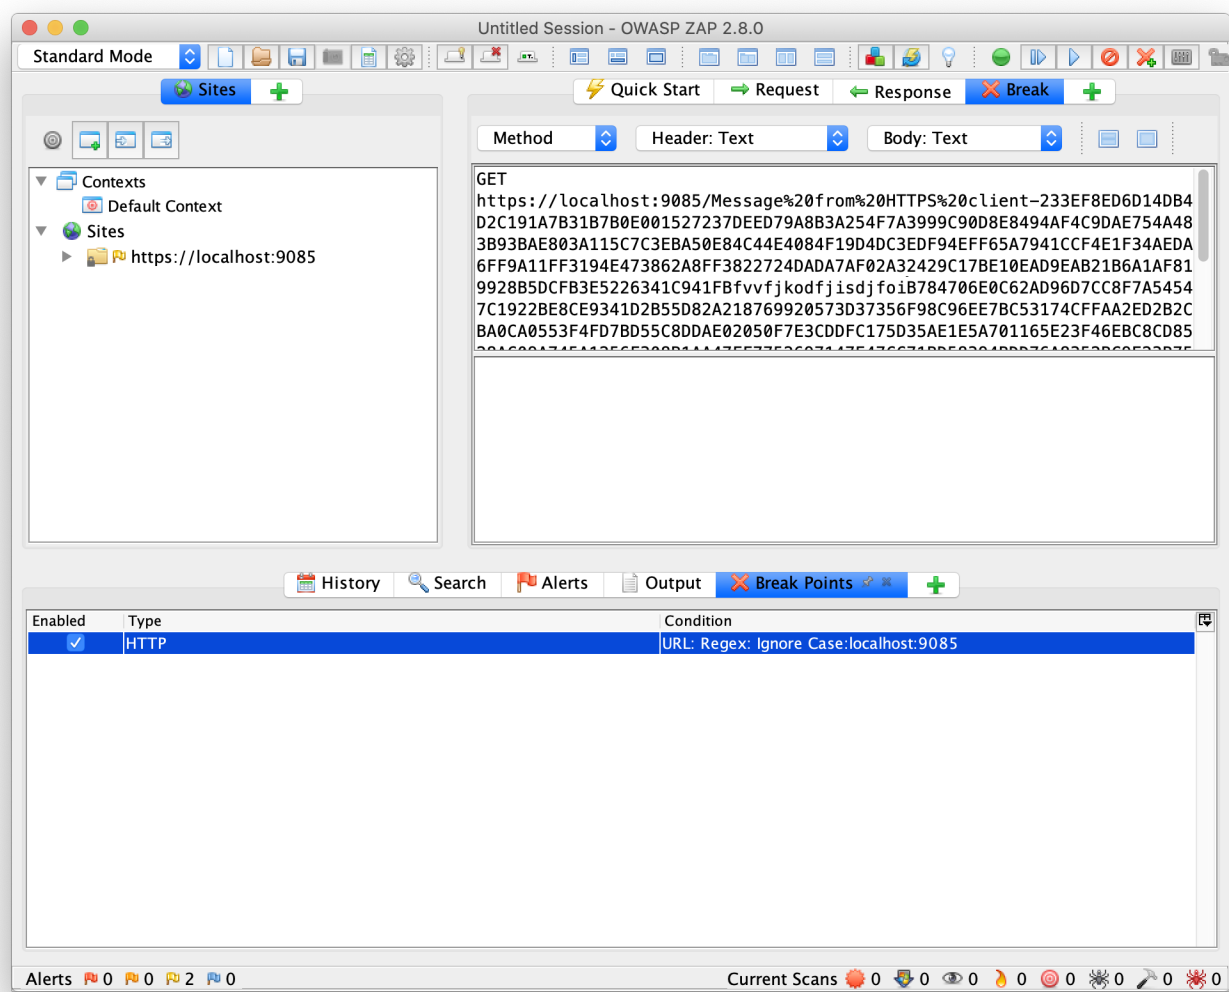 Untitled Session - OWASP ZAP 2.8.0
Standard Mode
Sites
Quick Start
Request
Response
Break
Method
Header: Text
Body: Text
Contexts
Default Context
Sites
https://localhost:9085
GET
https://localhost:9085/Message%20from%20HTTPS%20client-233EF8ED6D14DB4
D2C191A7B31B7B0E001527237DEED79A8B3A254F7A3999C90D8E8494AF4C9DAE754A48
3B93BAE803A115C7C3EBA50E84C44E4084F19D4DC3EDF94EFF65A7941CCF4E1F34AEDA
6FF9A11FF3194E473862A8FF3822724DADA7AF02A32429C17BE10EAD9EAB21B6A1AF81
9928B5DCFB3E5226341C941FBfvvfjkodfjisdjfoiB784706E0C62AD96D7CC8F7A5454
7C1922BE8CE9341D2B55D82A218769920573D37356F98C96EE7BC53174CFFAA2ED2B2C
BA0CA0553F4FD7BD55C8DDAE02050F7E3CDDFC175D35AE1E5A701165E23F46EBC8CD85
History
Search
Alerts
Output
Break Points
Enabled Type Condition
HTTP URL: Regex: Ignore Case:localhost:9085
Alerts 0 0 2 0 Current Scans 0 0 0 0 0 0 0 0